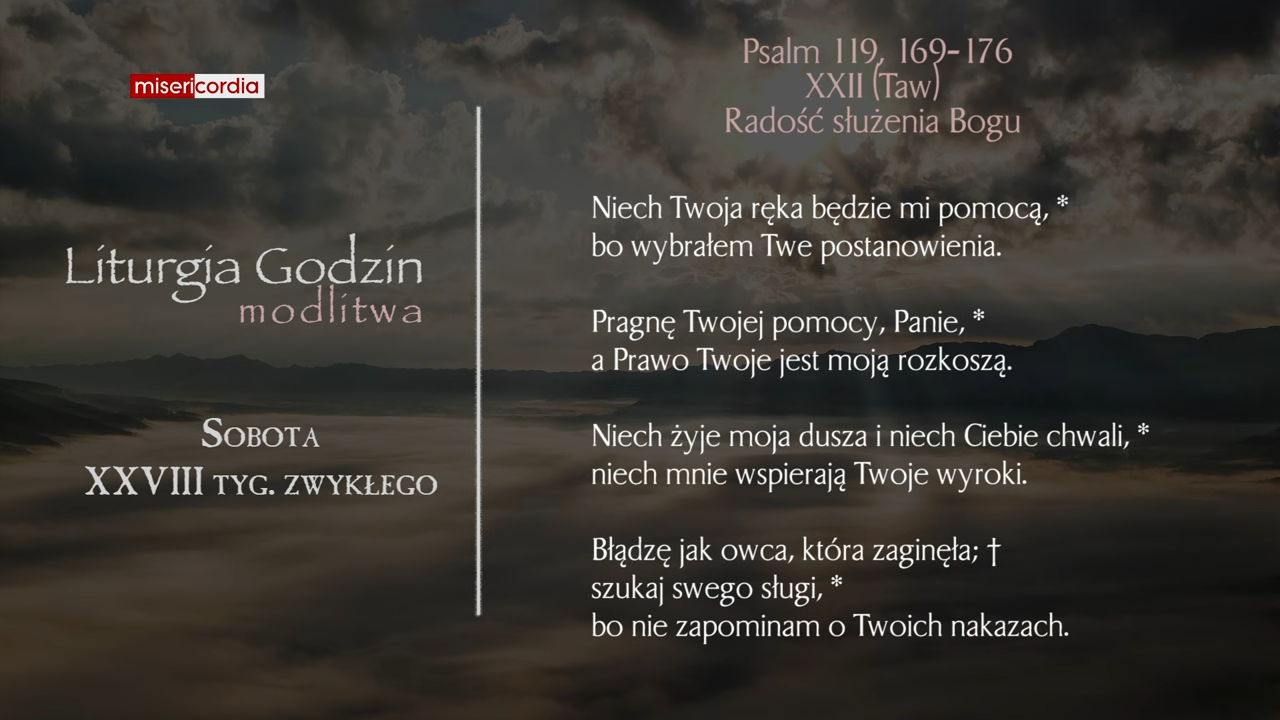 misericordia
Liturgia Godzin
modlitwa
Sobota
XXVIII tyg. zwykłego
Psalm 119, 169-176
XXII (Taw)
Radość służenia Bogu
Niech Twoja ręka będzie mi pomocą, *
bo wybrałem Twe postanowienia.
Pragnę Twojej pomocy, Panie, *
a Prawo Twoje jest moją rozkoszą.
Niech żyje moja dusza i niech Ciebie chwali, *
niech mnie wspierają Twoje wyroki.
Błądzę jak owca, która zaginęła; †
szukaj swego sługi, *
bo nie zapominam o Twoich nakazach.